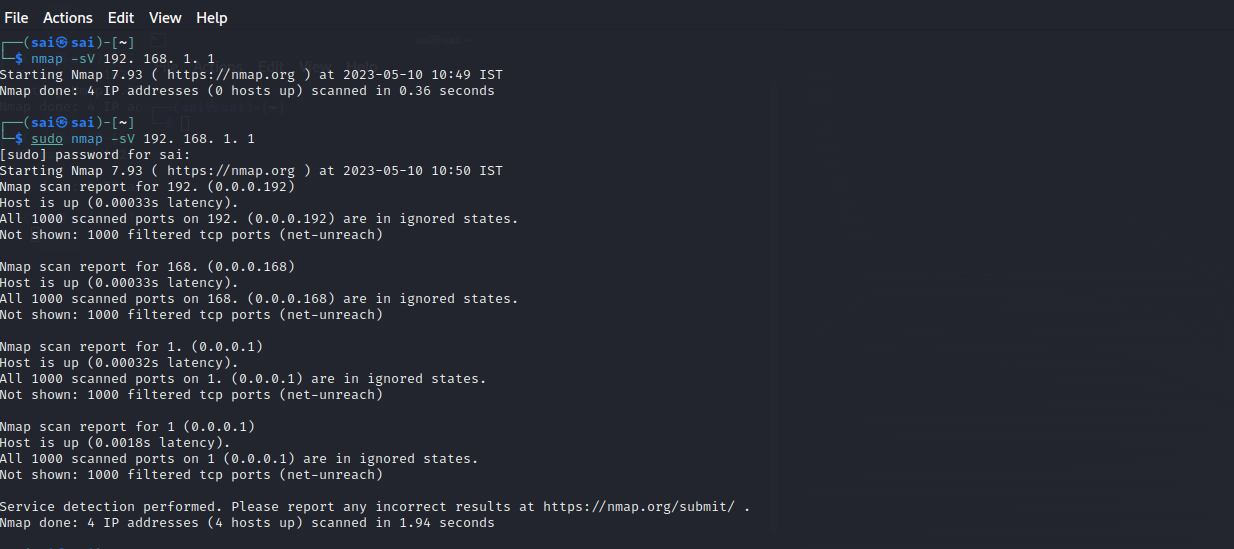 File Actions Edit View Help
┌──(sai㉿sai)-[~]
└─$ nmap -sV 192. 168. 1. 1
Starting Nmap 7.93 ( https://nmap.org ) at 2023-05-10 10:49 IST
Nmap done: 4 IP addresses (0 hosts up) scanned in 0.36 seconds
┌──(sai㉿sai)-[~]
└─$ sudo nmap -sV 192. 168. 1. 1
[sudo] password for sai:
Starting Nmap 7.93 ( https://nmap.org ) at 2023-05-10 10:50 IST
Nmap scan report for 192. (0.0.0.192)
Host is up (0.00033s latency).
All 1000 scanned ports on 192. (0.0.0.192) are in ignored states.
Not shown: 1000 filtered tcp ports (net-unreach)
Nmap scan report for 168. (0.0.0.168)
Host is up (0.00033s latency).
All 1000 scanned ports on 168. (0.0.0.168) are in ignored states.
Not shown: 1000 filtered tcp ports (net-unreach)
Nmap scan report for 1. (0.0.0.1)
Host is up (0.00032s latency).
All 1000 scanned ports on 1. (0.0.0.1) are in ignored states.
Not shown: 1000 filtered tcp ports (net-unreach)
Nmap scan report for 1 (0.0.0.1)
Host is up (0.0018s latency).
All 1000 scanned ports on 1 (0.0.0.1) are in ignored states.
Not shown: 1000 filtered tcp ports (net-unreach)
Service detection performed. Please report any incorrect results at https://nmap.org/submit/ .
Nmap done: 4 IP addresses (4 hosts up) scanned in 1.94 seconds